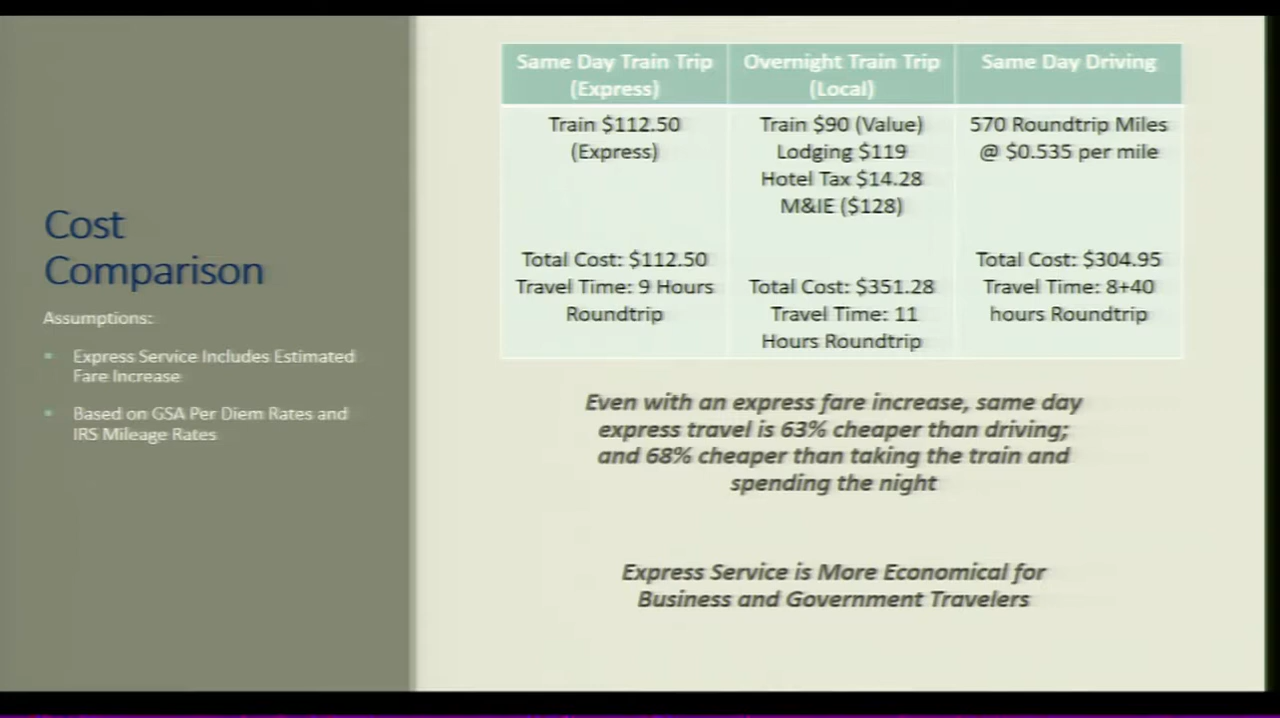 Cost
Comparison
Assumptions:
Express Service Includes Estimated
Fare Increase
Based on GSA Per Diem Rates and
IRS Mileage Rates
Same Day Train Trip
(Express)
Overnight Train Trip
(Local)
Same Day Driving
Train $112.50
(Express)
Total Cost: $112.50
Travel Time: 9 Hours
Roundtrip
Train $90 (Value)
Lodging $119
Hotel Tax $14.28
M&IE ($128)
Total Cost: $351.28
Travel Time: 11
Hours Roundtrip
570 Roundtrip Miles
@ $0.535 per mile
Total Cost: $304.95
Travel Time: 8+40
hours Roundtrip
Even with an express fare increase, same day
express travel is 63% cheaper than driving;
and 68% cheaper than taking the train and
spending the night
Express Service is More Economical for
Business and Government Travelers